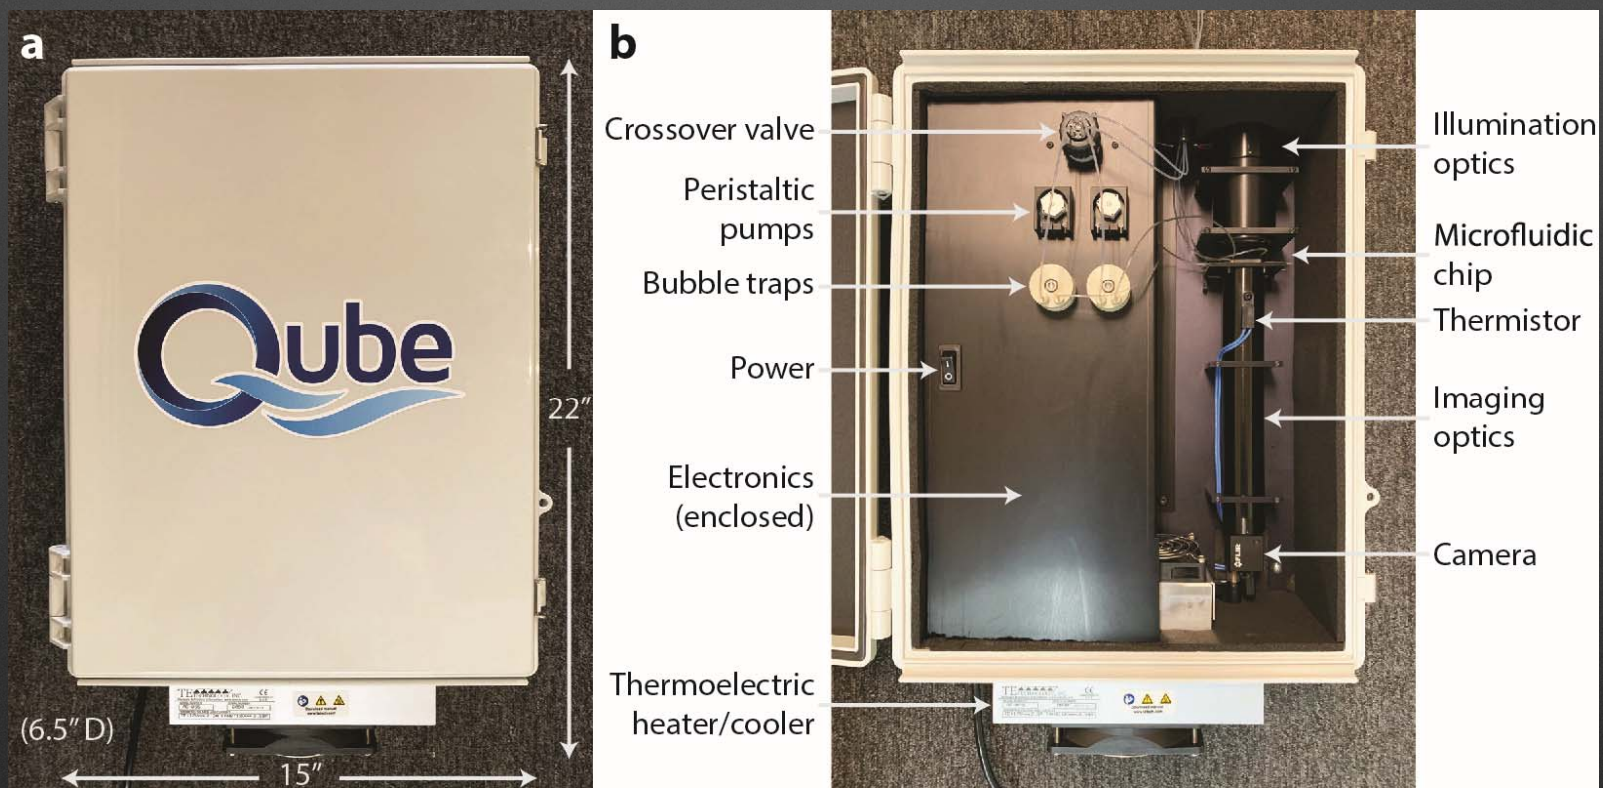 a
Qube
22”
(6.5” D)
15”
b
Crossover valve
Peristaltic
pumps
Bubble traps
Power
Electronics
(enclosed)
Thermoelectric
heater/cooler
Illumination
optics
Microfluidic
chip
Thermistor
Imaging
optics
Camera
FLIR